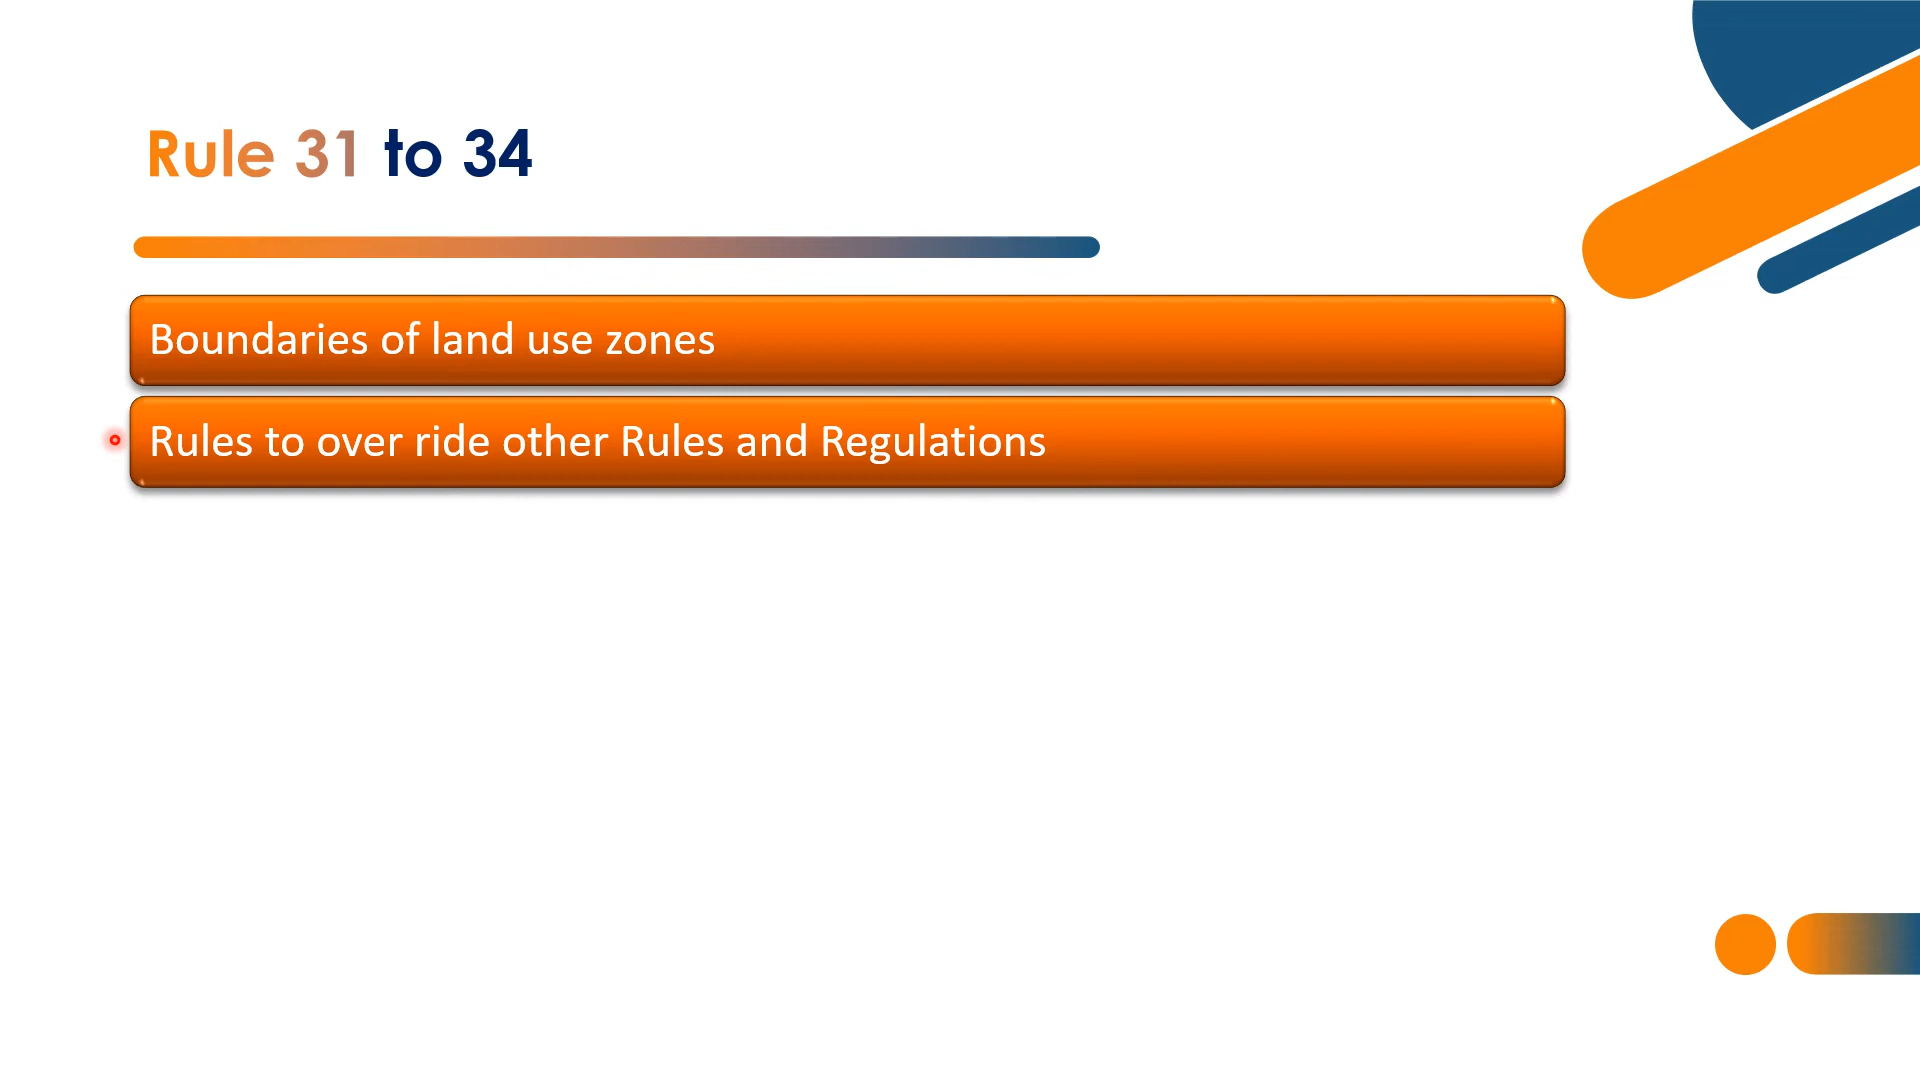 Rule 31 to 34
Boundaries of land use zones
Rules to over ride other Rules and Regulations